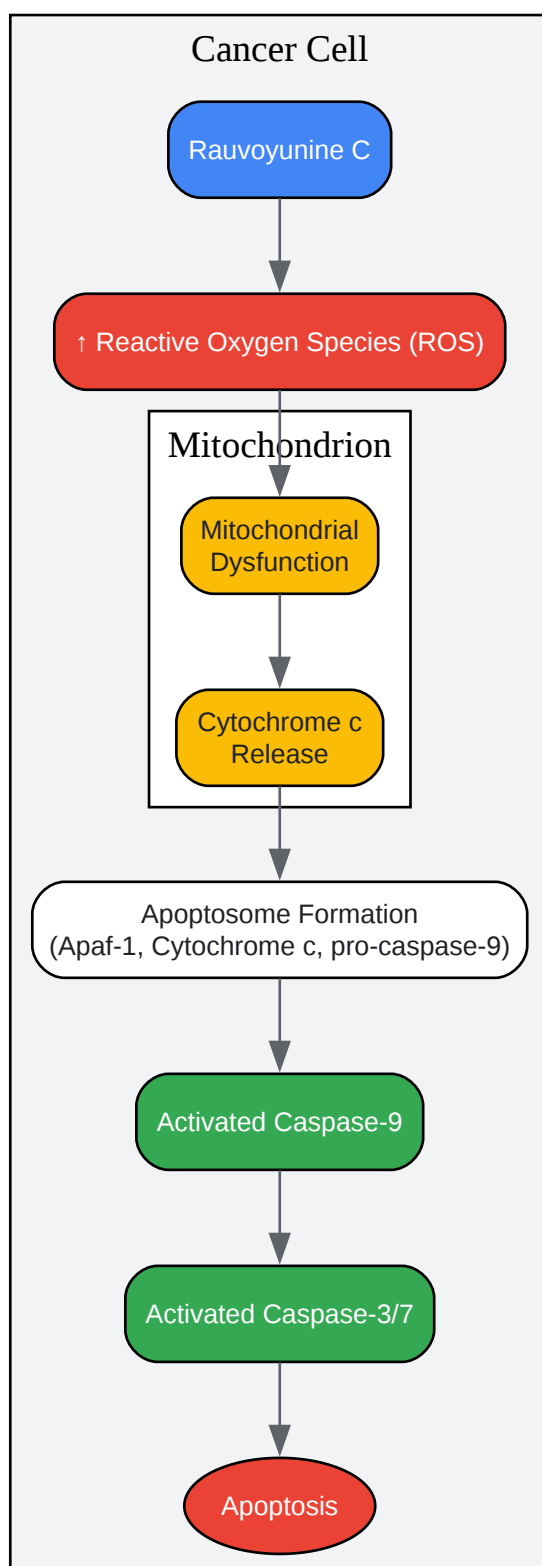 Cancer Cell
Rauvoyunine C
↑ Reactive Oxygen Species (ROS)
Mitochondrion
Mitochondrial
Dysfunction
Cytochrome c
Release
Apoptosome Formation
(Apaf-1, Cytochrome c, pro-caspase-9)
Activated Caspase-9
Activated Caspase-3/7
Apoptosis